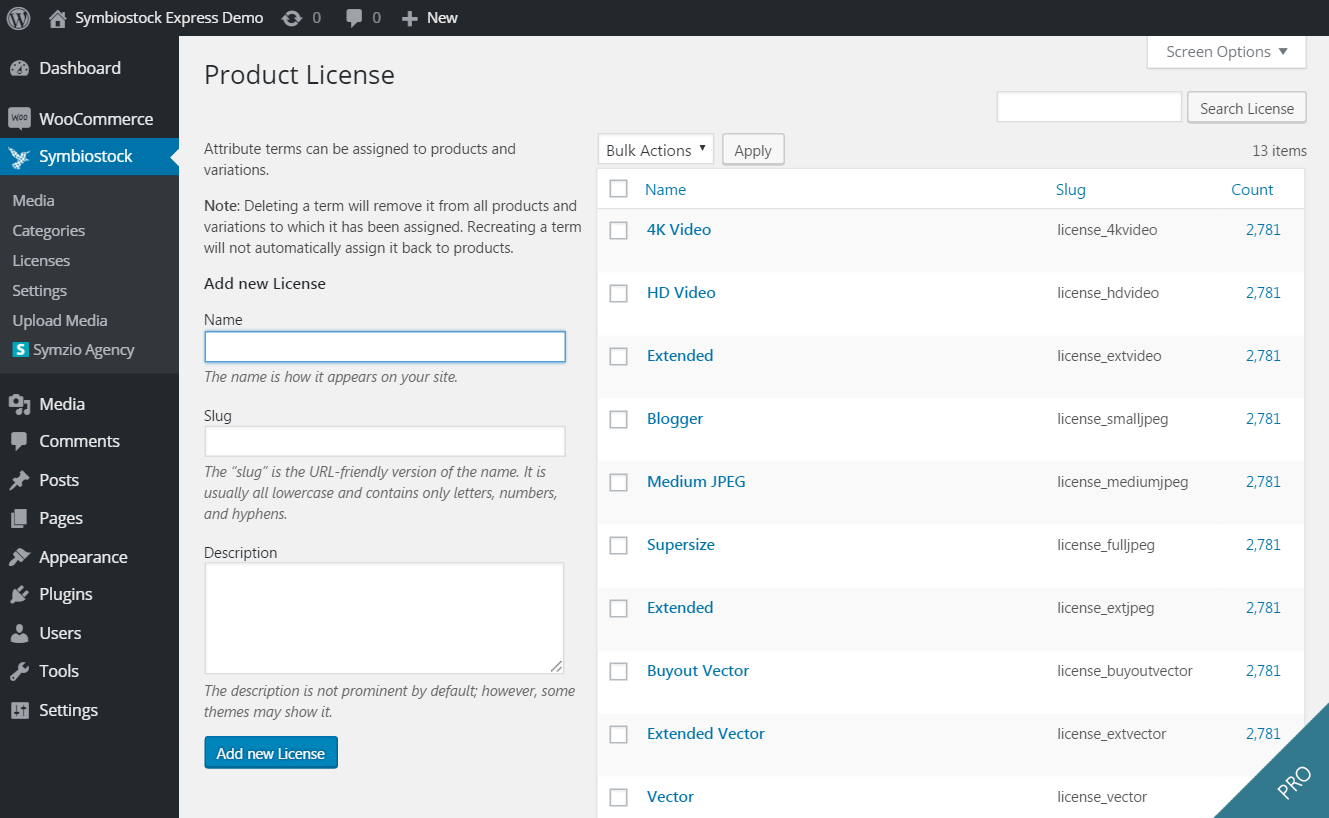 Symbiostock Express Demo 0 0 New
Dashboard
WooCommerce
Symbiostock
Media
Categories
Licenses
Settings
Upload Media
S Symzio Agency
Media
Comments
Posts
Pages
Appearance
Plugins
Users
Tools
Settings
Screen Options ▼
Product License
Search License
Attribute terms can be assigned to products and
variations.
Note: Deleting a term will remove it from all products and
variations to which it has been assigned. Recreating a term
will not automatically assign it back to products.
Add new License
Name
The name is how it appears on your site.
Slug
The “slug” is the URL-friendly version of the name. It is
usually all lowercase and contains only letters, numbers,
and hyphens.
Description
The description is not prominent by default; however, some
themes may show it.
Add new License
Bulk Actions ▼ Apply 13 items
Name Slug Count
4K Video license_4kvideo 2,781
HD Video license_hdvideo 2,781
Extended license_extvideo 2,781
Blogger license_smalljpeg 2,781
Medium JPEG license_mediumjpeg 2,781
Supersize license_fulljpeg 2,781
Extended license_extjpeg 2,781
Buyout Vector license_buyoutvector 2,781
Extended Vector license_extvector 2,781
Vector license_vector
PRO